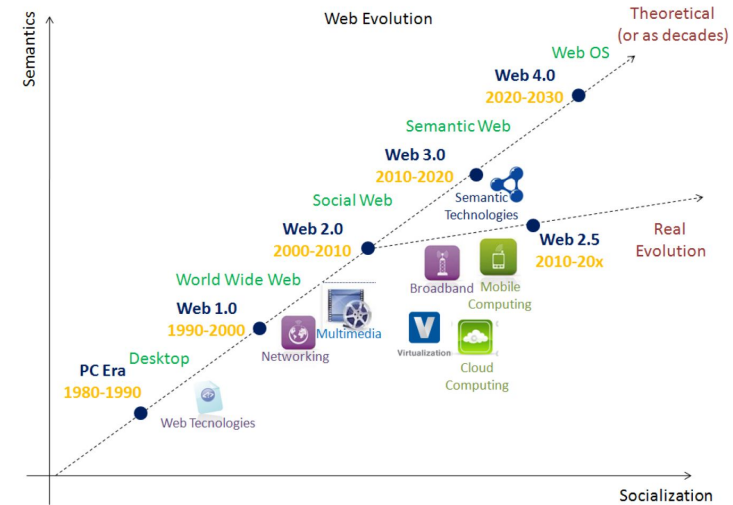 Web Evolution
Theoretical
(or as decades)
Semantics
Web OS
Web 4.0
2020-2030
Semantic Web
Web 3.0
2010-2020
Semantic
Technologies
Social Web
Web 2.0
2000-2010
Web 2.5
2010-20x
Real
Evolution
Broadband
Mobile
Computing
World Wide Web
Web 1.0
1990-2000
Networking
Multimedia
V
Virtualization
Cloud
Computing
Desktop
PC Era
1980-1990
Web Tecnologies
Socialization